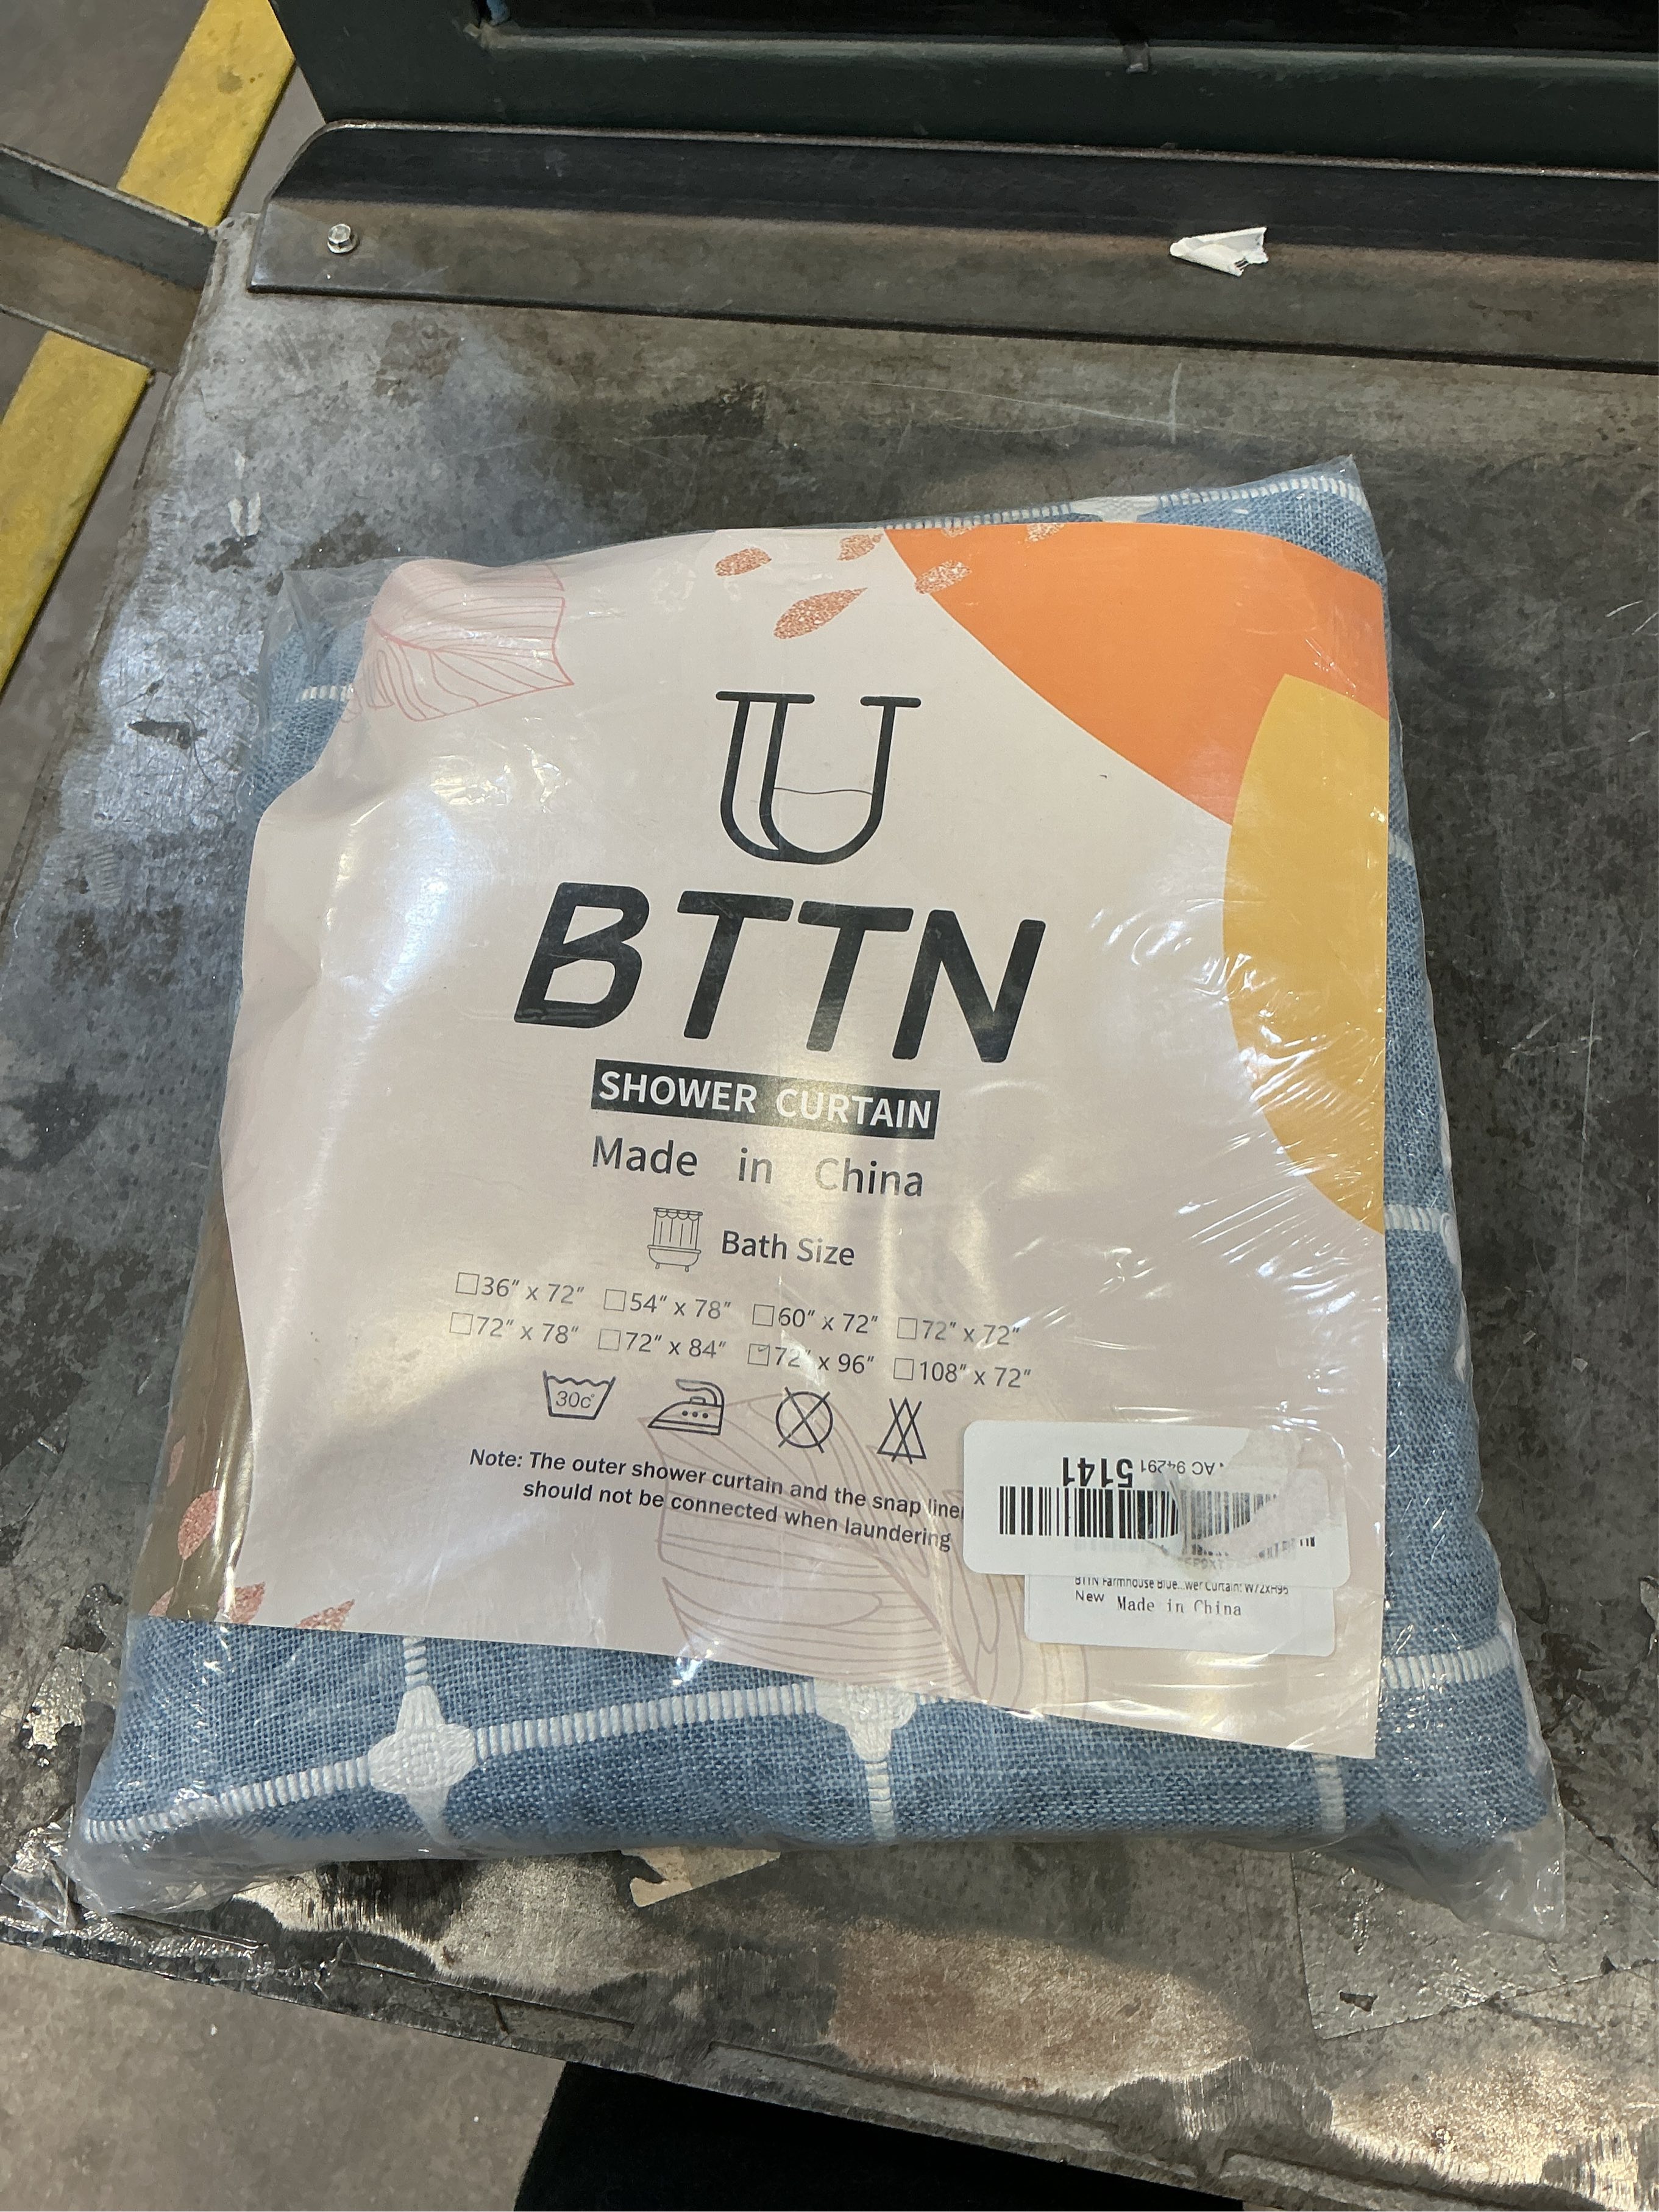 BTTN
SHOWER CURTAIN
Made in China
Bath Size
36" x 72" 54" x 78" 60" x 72" 72" x 72"
72" x 78" 72" x 84" 72" x 96" 108" x 72"
30c°
Note: The outer shower curtain and the snap liner
should not be connected when laundering
5141 AC 94291
BTTN Farmhouse Blue...wer Curtain: W72xH96
New Made in China